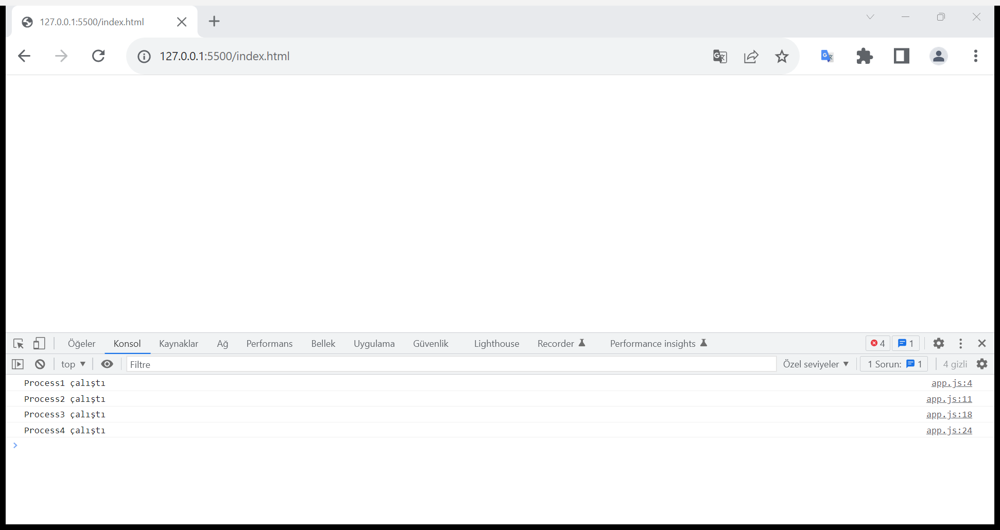 127.0.0.1:5500/index.html
127.0.0.1:5500/index.html
Öğeler Konsol Kaynaklar Ağ Performans Bellek Uygulama Güvenlik Lighthouse Recorder Performance insights 4 1
top Filtre Özel seviyeler 1 Sorun: 1 4 gizli
Process1 çalıştı app.js:4
Process2 çalıştı app.js:11
Process3 çalıştı app.js:18
Process4 çalıştı app.js:24